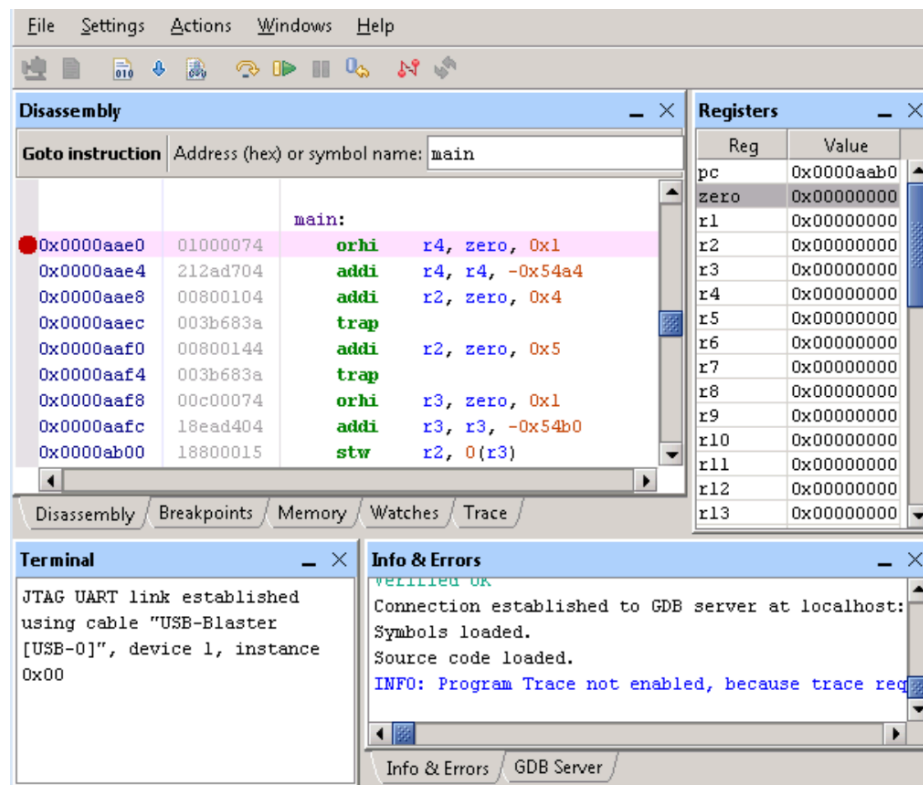 File Settings Actions Windows Help
Disassembly
Goto instruction Address (hex) or symbol name: main
main:
0x0000aae0 01000074 orhi r4, zero, 0x1
0x0000aae4 212ad704 addi r4, r4, -0x54a4
0x0000aae8 00800104 addi r2, zero, 0x4
0x0000aaec 003b683a trap
0x0000aaf0 00800144 addi r2, zero, 0x5
0x0000aaf4 003b683a trap
0x0000aaf8 00c00074 orhi r3, zero, 0x1
0x0000aafc 18ead404 addi r3, r3, -0x54b0
0x0000ab00 18800015 stw r2, 0(r3)
Disassembly Breakpoints Memory Watches Trace
Registers
Reg Value
pc 0x0000aab0
zero 0x00000000
r1 0x00000000
r2 0x00000000
r3 0x00000000
r4 0x00000000
r5 0x00000000
r6 0x00000000
r7 0x00000000
r8 0x00000000
r9 0x00000000
r10 0x00000000
r11 0x00000000
r12 0x00000000
r13 0x00000000
Terminal
JTAG UART link established
using cable "USB-Blaster
[USB-0]", device 1, instance
0x00
Info & Errors
Verified OK
Connection established to GDB server at localhost:
Symbols loaded.
Source code loaded.
INFO: Program Trace not enabled, because trace req
Info & Errors GDB Server